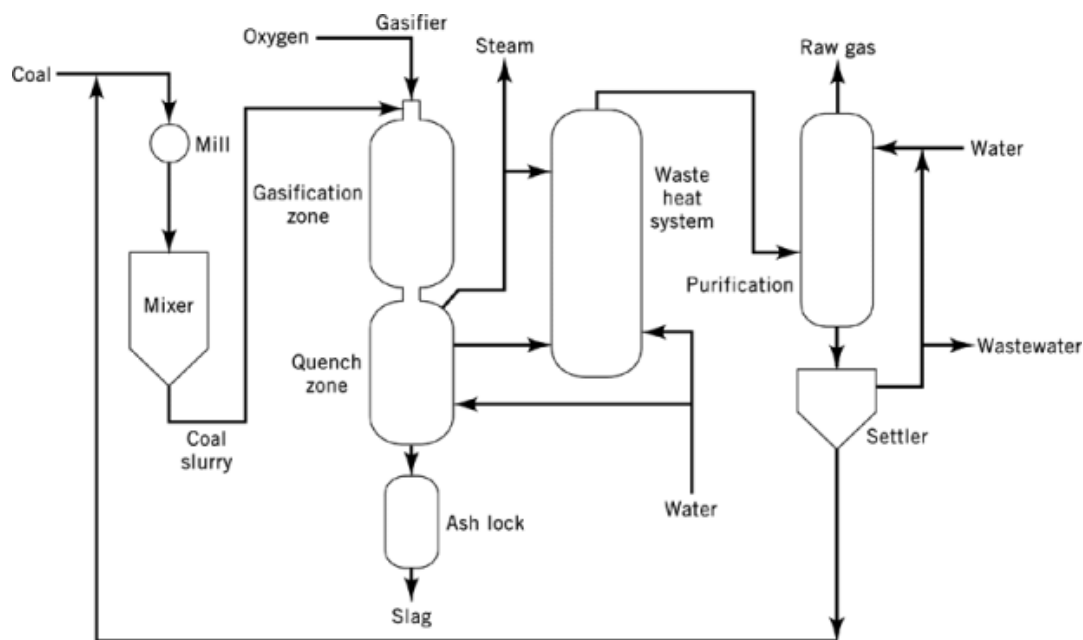 Gasifier
Oxygen
Steam
Raw gas
Coal
Mill
Water
Gasification
zone
Waste
heat
system
Purification
Mixer
Wastewater
Quench
zone
Settler
Coal
slurry
Water
Ash lock
Slag